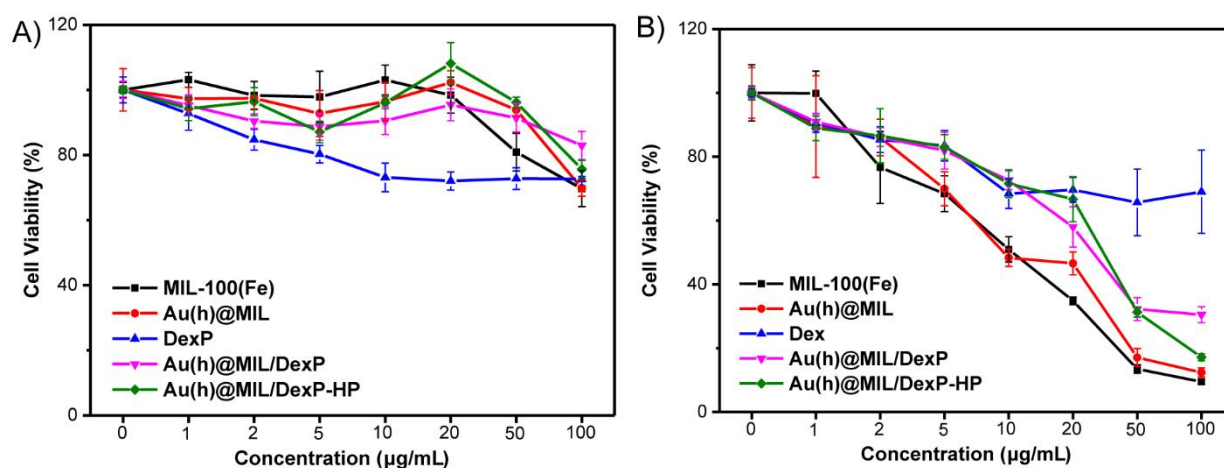 A)
120
80
40
0
Cell Viability (%)
MIL-100(Fe)
Au(h)@MIL
DexP
Au(h)@MIL/DexP
Au(h)@MIL/DexP-HP
0 1 2 5 10 20 50 100
Concentration (µg/mL)
B)
120
80
40
0
Cell Viability (%)
MIL-100(Fe)
Au(h)@MIL
Dex
Au(h)@MIL/DexP
Au(h)@MIL/DexP-HP
0 1 2 5 10 20 50 100
Concentration (µg/mL)